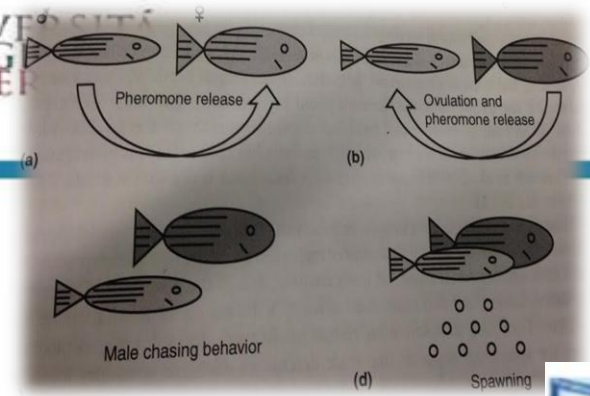 ♂ ♀
Pheromone release
(a)
Ovulation and
pheromone release
(b)
Male chasing behavior
(d)
Spawning